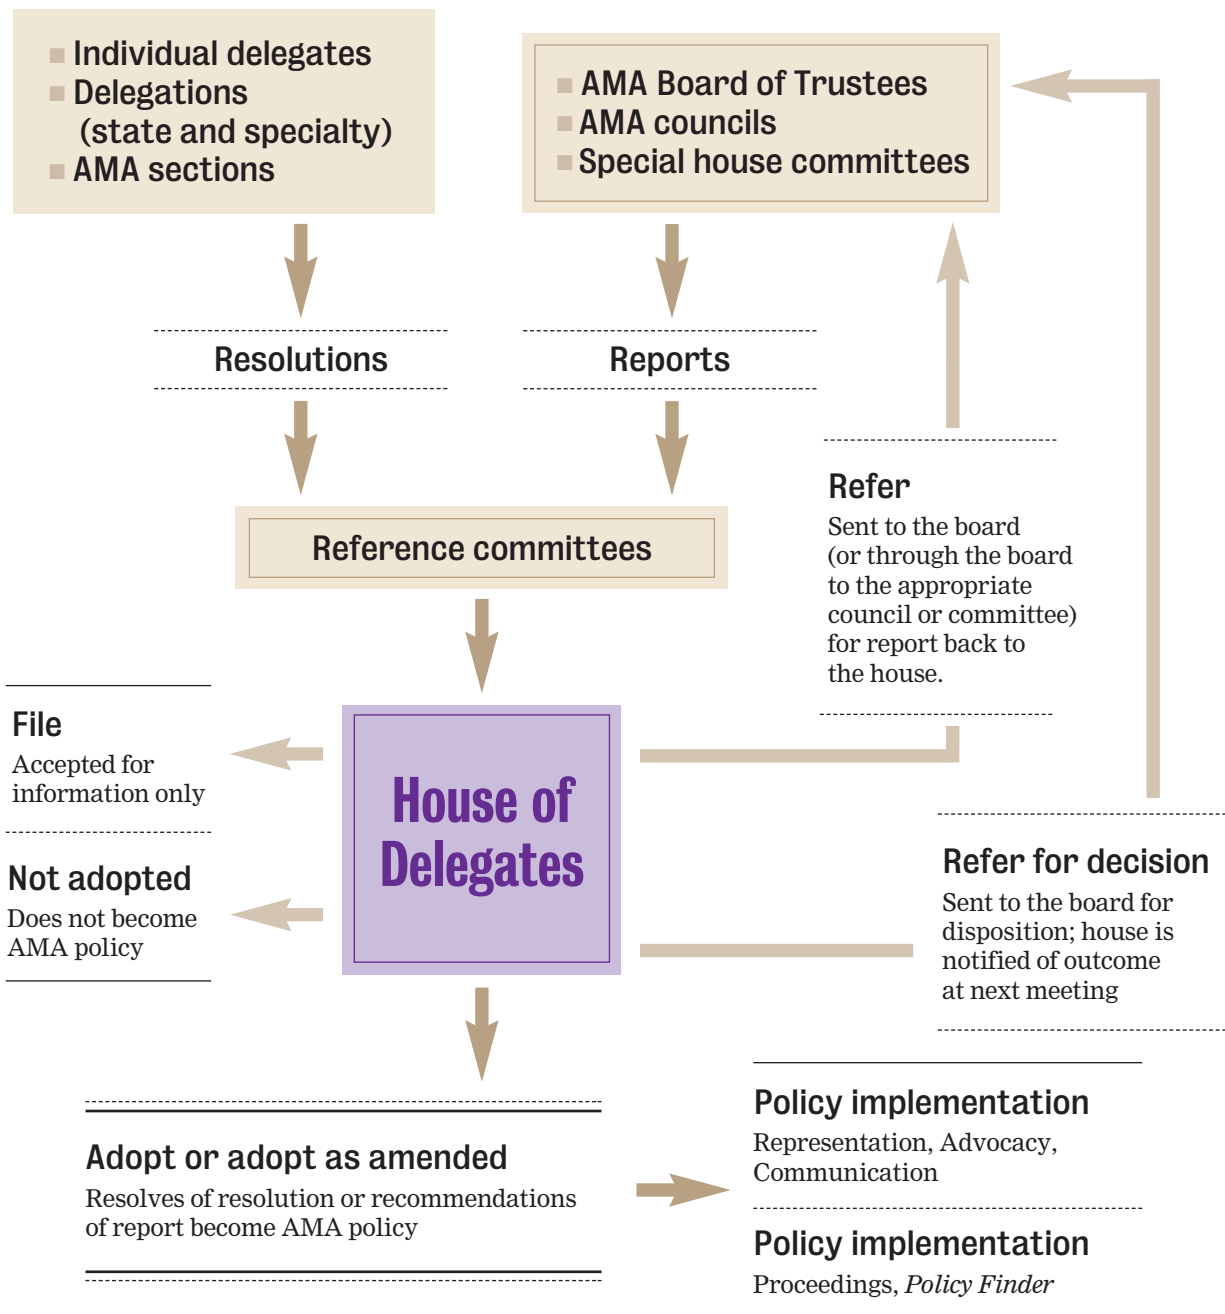 Individual delegates
Delegations
(state and specialty)
AMA sections
AMA Board of Trustees
AMA councils
Special house committees
Resolutions
Reports
Reference committees
Refer
Sent to the board
(or through the board
to the appropriate
council or committee)
for report back to
the house.
File
Accepted for
information only
Not adopted
Does not become
AMA policy
House of
Delegates
Refer for decision
Sent to the board for
disposition; house is
notified of outcome
at next meeting
Adopt or adopt as amended
Resolves of resolution or recommendations
of report become AMA policy
Policy implementation
Representation, Advocacy,
Communication
Policy implementation
Proceedings, Policy Finder